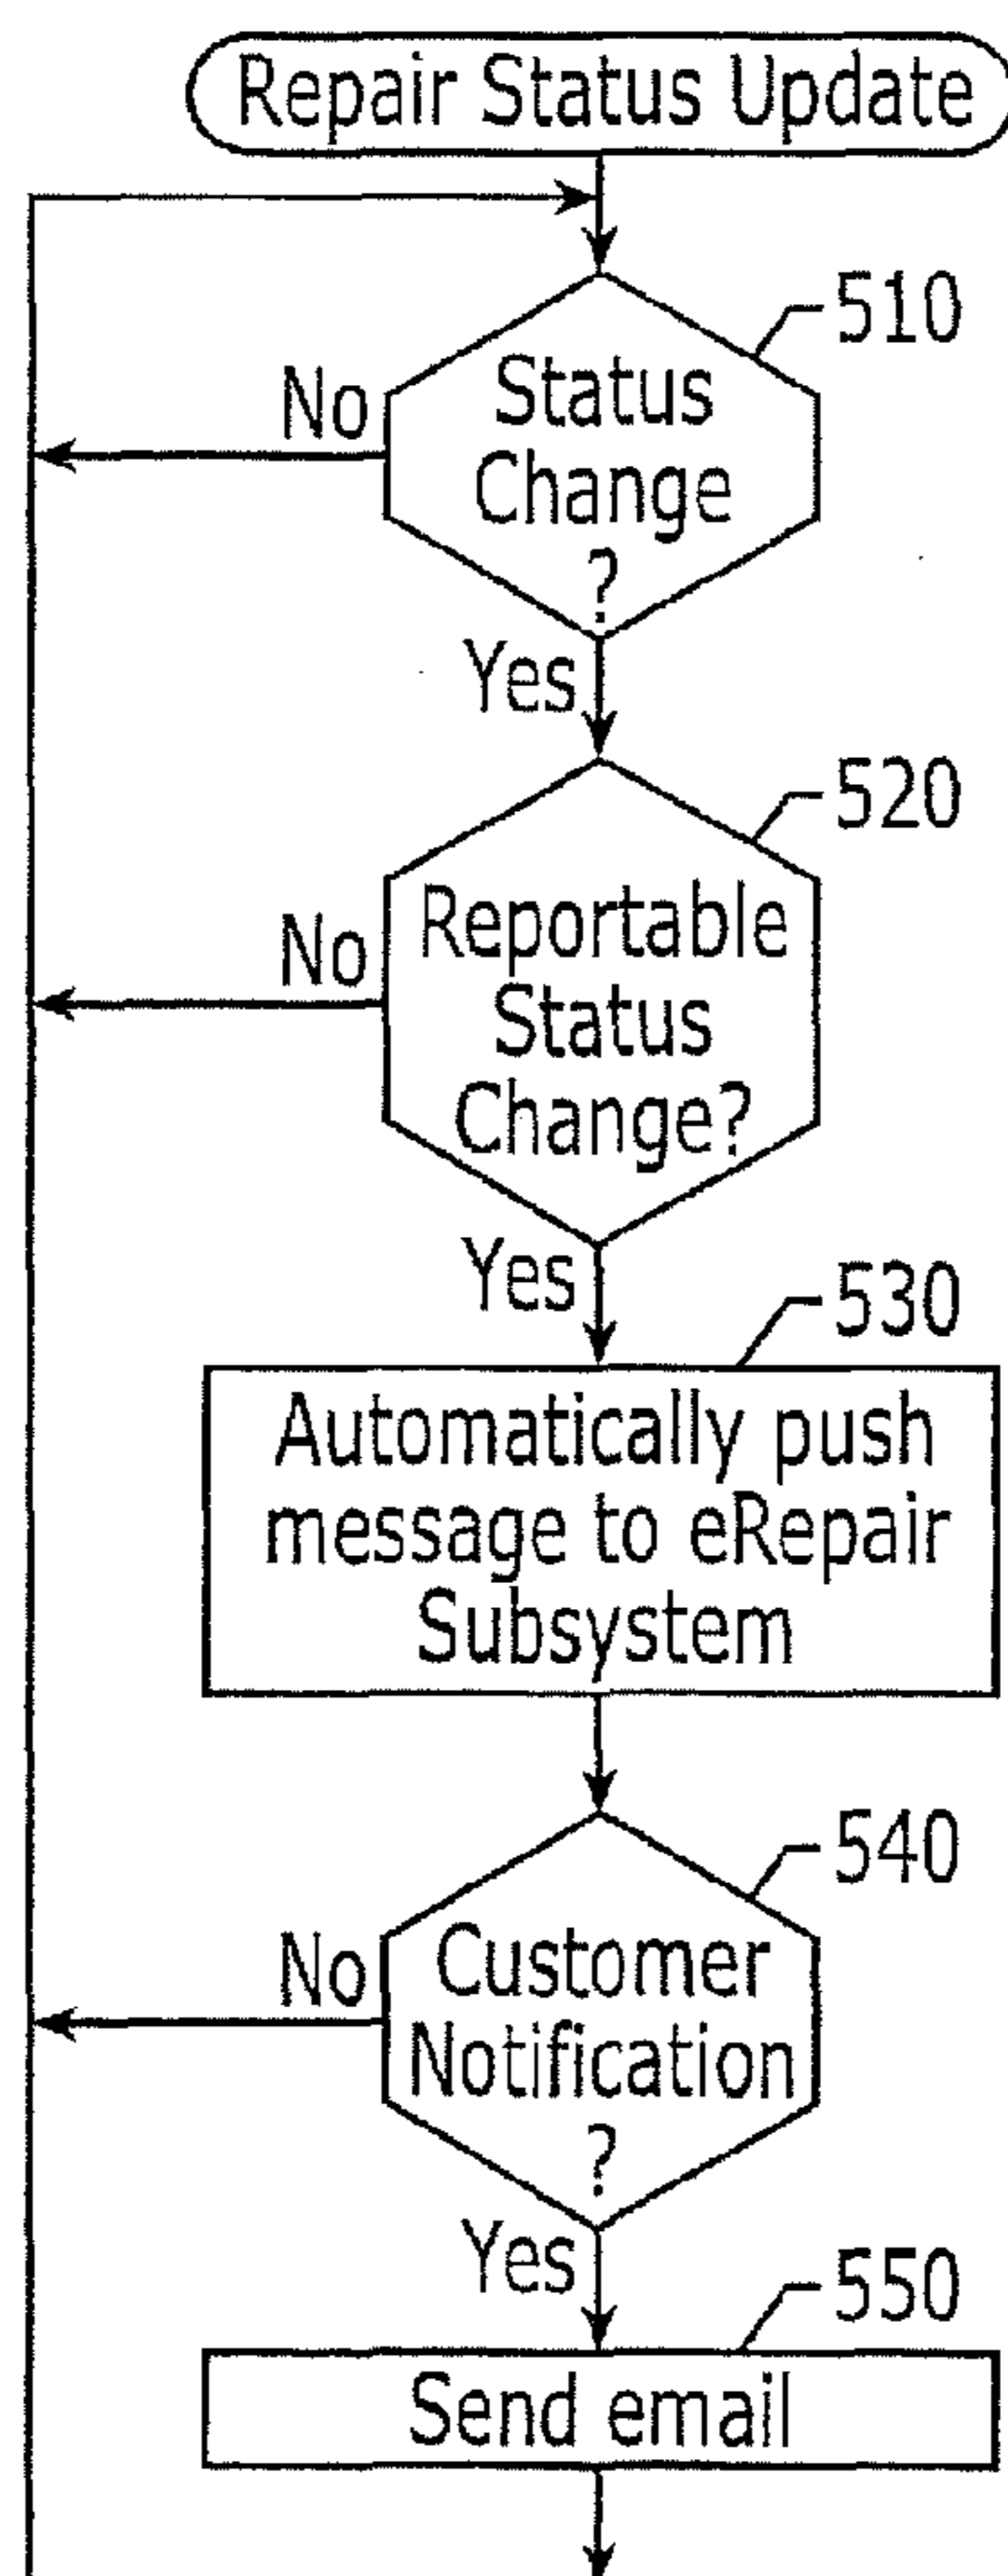 Repair Status Update
510
No
Status
Change
?
Yes
520
No
Reportable
Status
Change?
Yes
530
Automatically push
message to eRepair
Subsystem
540
No
Customer
Notification
?
Yes
550
Send email